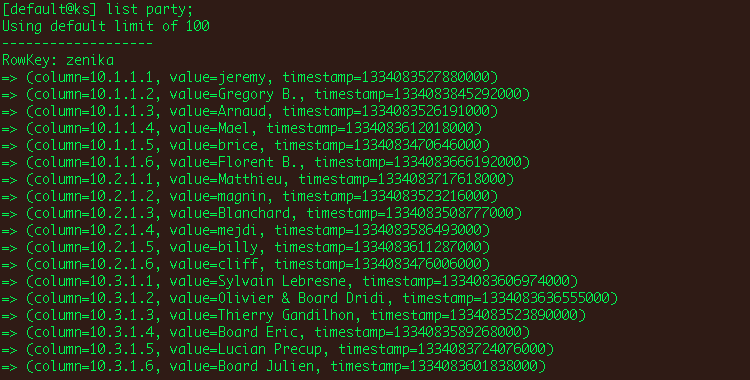 [default@ks] list party;
Using default limit of 100
-------------------
RowKey: zenika
=> (column=10.1.1.1, value=jeremy, timestamp=1334083527880000)
=> (column=10.1.1.2, value=Gregory B., timestamp=1334083845292000)
=> (column=10.1.1.3, value=Arnaud, timestamp=1334083526191000)
=> (column=10.1.1.4, value=Mael, timestamp=1334083612018000)
=> (column=10.1.1.5, value=brice, timestamp=1334083470646000)
=> (column=10.1.1.6, value=Florent B., timestamp=1334083666192000)
=> (column=10.2.1.1, value=Matthieu, timestamp=1334083717618000)
=> (column=10.2.1.2, value=magnin, timestamp=1334083523216000)
=> (column=10.2.1.3, value=Blanchard, timestamp=1334083508777000)
=> (column=10.2.1.4, value=mejdi, timestamp=1334083586493000)
=> (column=10.2.1.5, value=billy, timestamp=1334083611287000)
=> (column=10.2.1.6, value=cliff, timestamp=1334083476006000)
=> (column=10.3.1.1, value=Sylvain Lebresne, timestamp=1334083606974000)
=> (column=10.3.1.2, value=Olivier & Board Dridi, timestamp=1334083636555000)
=> (column=10.3.1.3, value=Thierry Gandilhon, timestamp=1334083523890000)
=> (column=10.3.1.4, value=Board Eric, timestamp=1334083589268000)
=> (column=10.3.1.5, value=Lucian Precup, timestamp=1334083724076000)
=> (column=10.3.1.6, value=Board Julien, timestamp=1334083601838000)